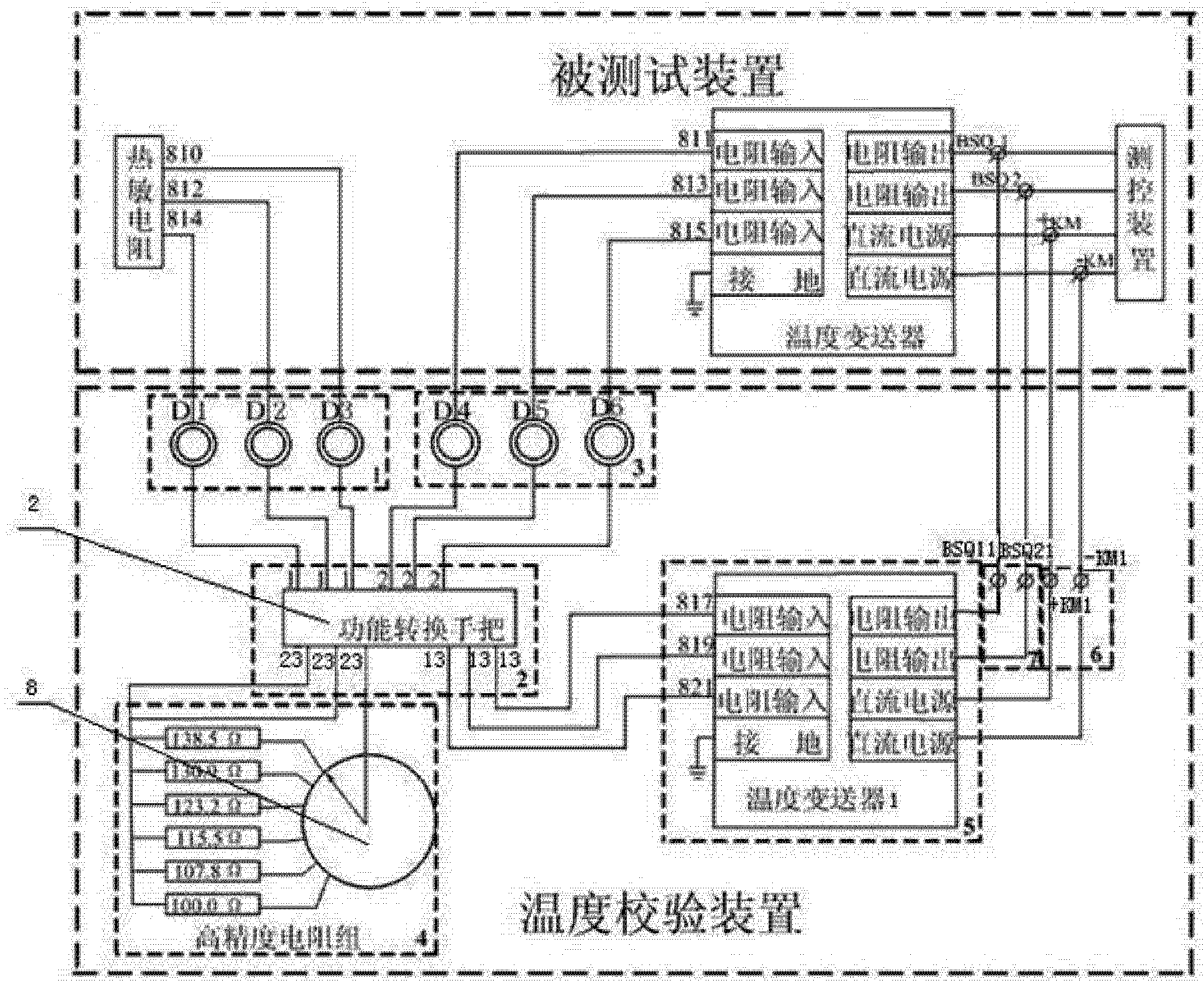 被测试装置
热敏电阻
810
812
814
811
813
815
电阻输入
电阻输入
电阻输入
接 地
电阻输出
电阻输出
直流电源
直流电源
温度变送器
BSQ1
BSQ2
+KM
-KM
测控装置
D1 D2 D3
1
D4 D5 D6
3
2
1 1 1 2 2 2
功能转换手把
23 23 23 13 13 13
2
8
138.5 Ω
130.9 Ω
123.2 Ω
115.5 Ω
107.8 Ω
100.0 Ω
高精度电阻组
4
817
819
821
电阻输入
电阻输入
电阻输入
接 地
电阻输出
电阻输出
直流电源
直流电源
温度变送器1
5
BSQ11
BSQ21
-KM1
+KM1
7
6
温度校验装置